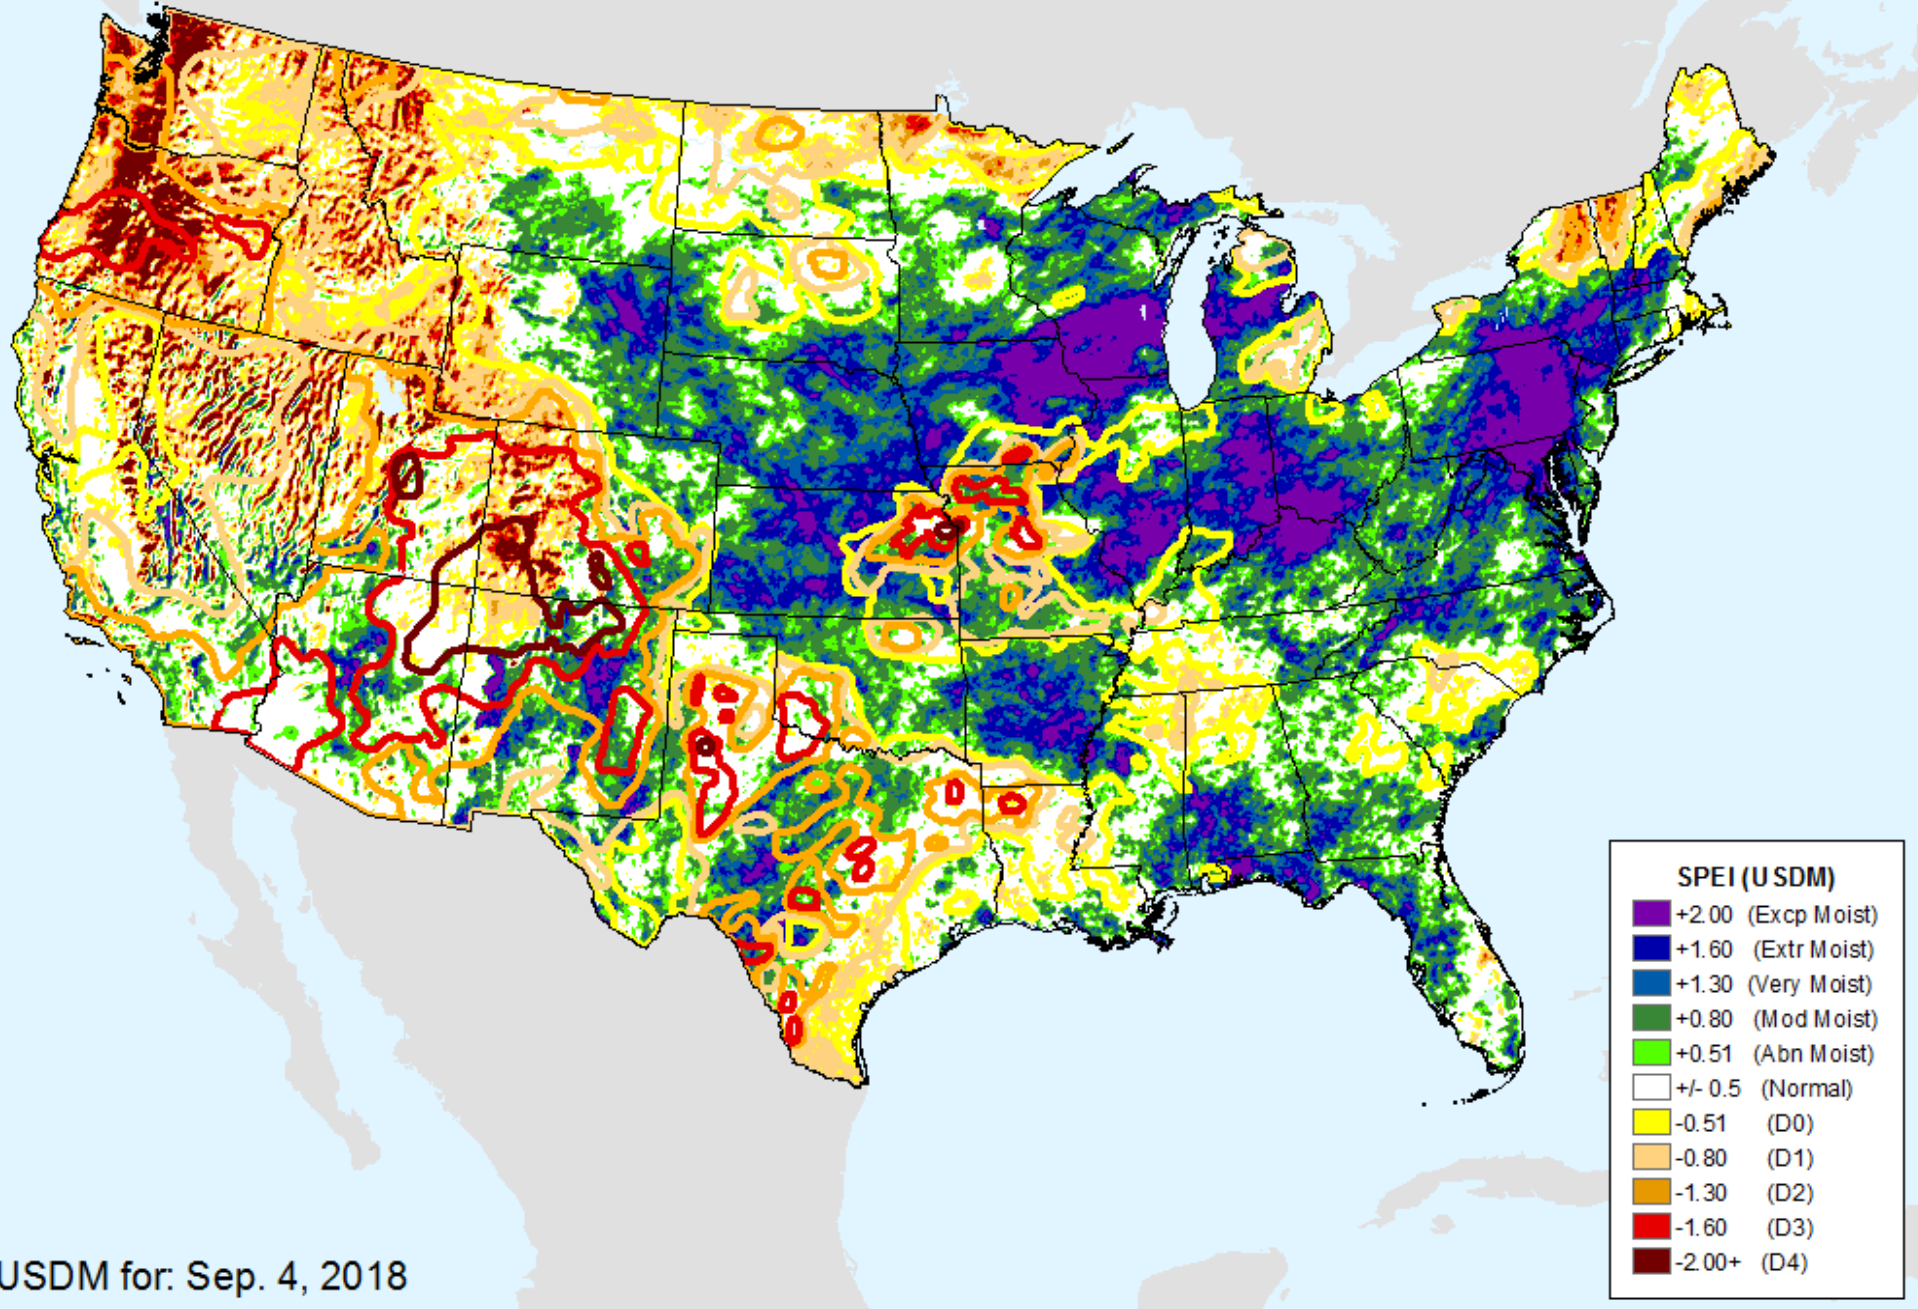 SPEI (USDM)
+2.00 (Excp Moist)
+1.60 (Extr Moist)
+1.30 (Very Moist)
+0.80 (Mod Moist)
+0.51 (Abn Moist)
+/- 0.5 (Normal)
-0.51 (D0)
-0.80 (D1)
-1.30 (D2)
-1.60 (D3)
-2.00+ (D4)
USDM for: Sep. 4, 2018